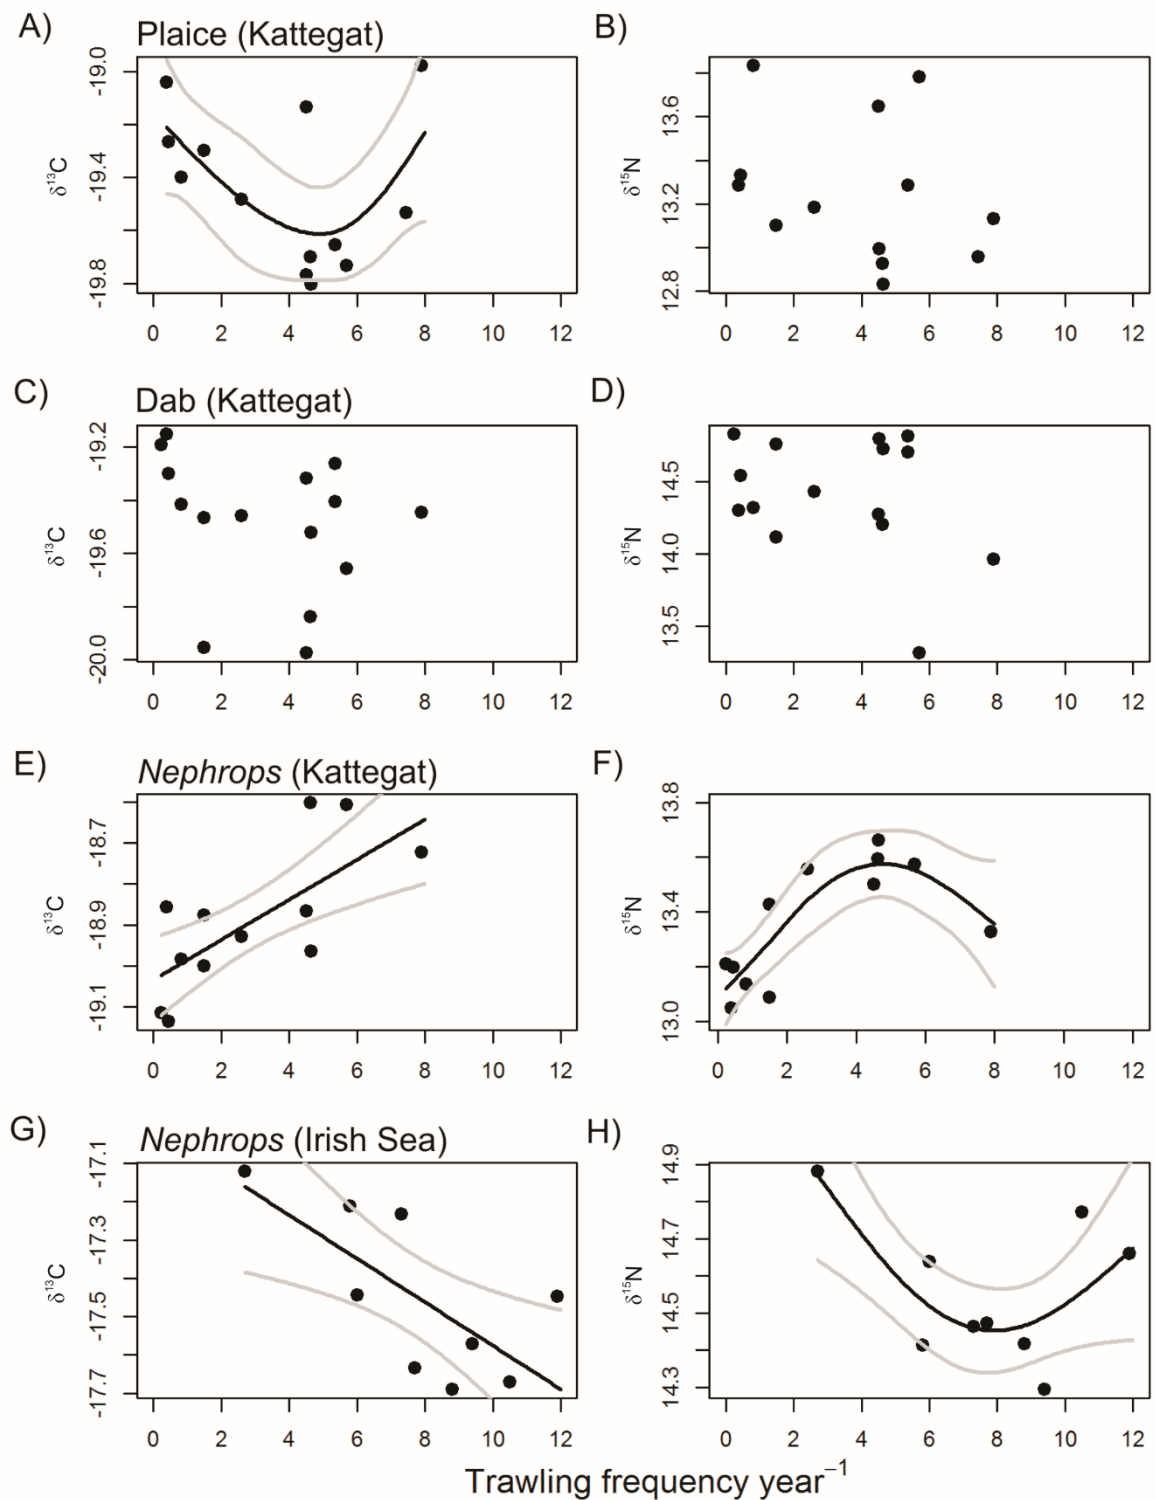 A) Plaice (Kattegat)
B)
δ¹³C
-19.0
-19.4
-19.8
0 2 4 6 8 10 12
δ¹⁵N
13.6
13.2
12.8
0 2 4 6 8 10 12
C) Dab (Kattegat)
D)
δ¹³C
-19.2
-19.6
-20.0
0 2 4 6 8 10 12
δ¹⁵N
14.5
14.0
13.5
0 2 4 6 8 10 12
E) Nephrops (Kattegat)
F)
δ¹³C
-18.7
-18.9
-19.1
0 2 4 6 8 10 12
δ¹⁵N
13.8
13.4
13.0
0 2 4 6 8 10 12
G) Nephrops (Irish Sea)
H)
δ¹³C
-17.1
-17.3
-17.5
-17.7
0 2 4 6 8 10 12
δ¹⁵N
14.9
14.7
14.5
14.3
0 2 4 6 8 10 12
Trawling frequency year⁻¹